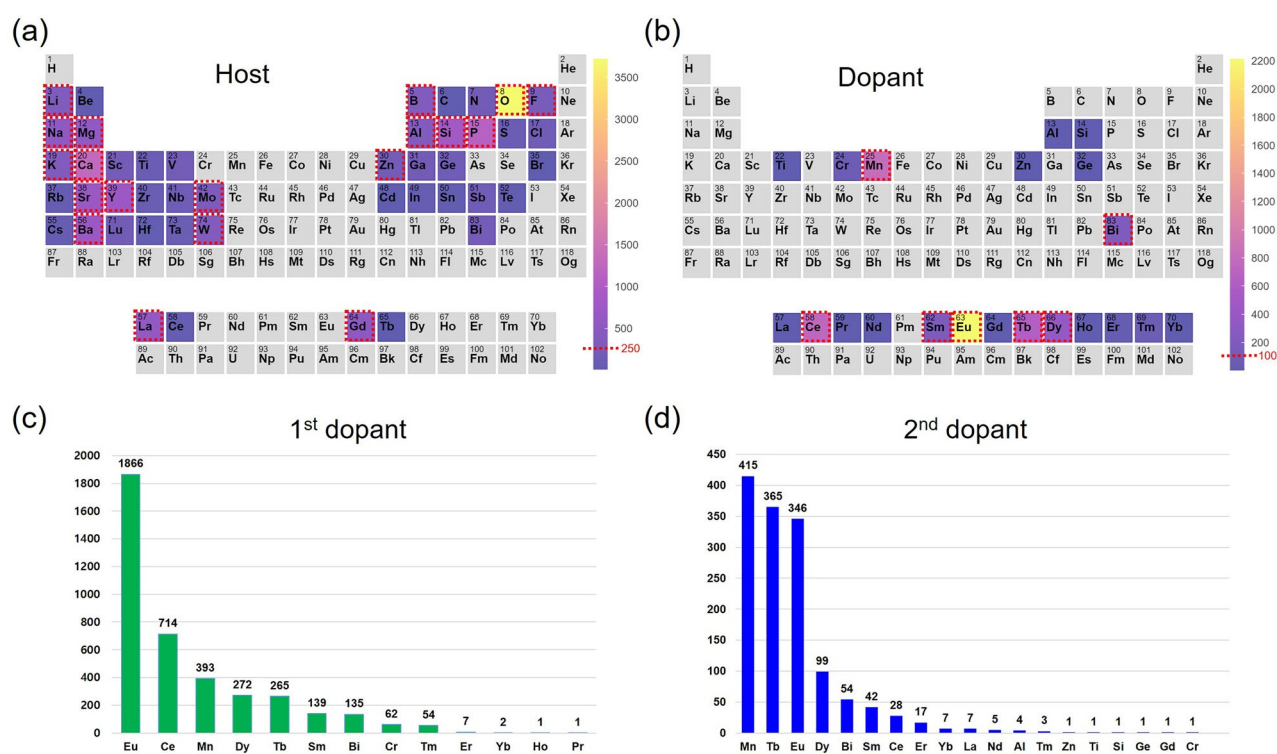 (a)
Host
1 2
H He
3 4 5 6 7 8 9 10
Li Be B C N O F Ne
11 12 13 14 15 16 17 18
Na Mg Al Si P S Cl Ar
19 20 21 22 23 24 25 26 27 28 29 30 31 32 33 34 35 36
K Ca Sc Ti V Cr Mn Fe Co Ni Cu Zn Ga Ge As Se Br Kr
37 38 39 40 41 42 43 44 45 46 47 48 49 50 51 52 53 54
Rb Sr Y Zr Nb Mo Tc Ru Rh Pd Ag Cd In Sn Sb Te I Xe
55 56 71 72 73 74 75 76 77 78 79 80 81 82 83 84 85 86
Cs Ba Lu Hf Ta W Re Os Ir Pt Au Hg Tl Pb Bi Po At Rn
87 88 103 104 105 106 107 108 109 110 111 112 113 114 115 116 117 118
Fr Ra Lr Rf Db Sg Bh Hs Mt Ds Rg Cn Nh Fl Mc Lv Ts Og
57 58 59 60 61 62 63 64 65 66 67 68 69 70
La Ce Pr Nd Pm Sm Eu Gd Tb Dy Ho Er Tm Yb
89 90 91 92 93 94 95 96 97 98 99 100 101 102
Ac Th Pa U Np Pu Am Cm Bk Cf Es Fm Md No
3500
3000
2500
2000
1500
1000
500
250
(b)
Dopant
1 2
H He
3 4 5 6 7 8 9 10
Li Be B C N O F Ne
11 12 13 14 15 16 17 18
Na Mg Al Si P S Cl Ar
19 20 21 22 23 24 25 26 27 28 29 30 31 32 33 34 35 36
K Ca Sc Ti V Cr Mn Fe Co Ni Cu Zn Ga Ge As Se Br Kr
37 38 39 40 41 42 43 44 45 46 47 48 49 50 51 52 53 54
Rb Sr Y Zr Nb Mo Tc Ru Rh Pd Ag Cd In Sn Sb Te I Xe
55 56 71 72 73 74 75 76 77 78 79 80 81 82 83 84 85 86
Cs Ba Lu Hf Ta W Re Os Ir Pt Au Hg Tl Pb Bi Po At Rn
87 88 103 104 105 106 107 108 109 110 111 112 113 114 115 116 117 118
Fr Ra Lr Rf Db Sg Bh Hs Mt Ds Rg Cn Nh Fl Mc Lv Ts Og
57 58 59 60 61 62 63 64 65 66 67 68 69 70
La Ce Pr Nd Pm Sm Eu Gd Tb Dy Ho Er Tm Yb
89 90 91 92 93 94 95 96 97 98 99 100 101 102
Ac Th Pa U Np Pu Am Cm Bk Cf Es Fm Md No
2200
2000
1800
1600
1400
1200
1000
800
600
400
200
100
(c)
1st dopant
2000
1800
1600
1400
1200
1000
800
600
400
200
0
1866 714 393 272 265 139 135 62 54 7 2 1 1
Eu Ce Mn Dy Tb Sm Bi Cr Tm Er Yb Ho Pr
(d)
2nd dopant
450
400
350
300
250
200
150
100
50
0
415 365 346 99 54 42 28 17 7 7 5 4 3 1 1 1 1 1 1
Mn Tb Eu Dy Bi Sm Ce Er Yb La Nd Al Tm Zn Ti Si Ge Gd Cr